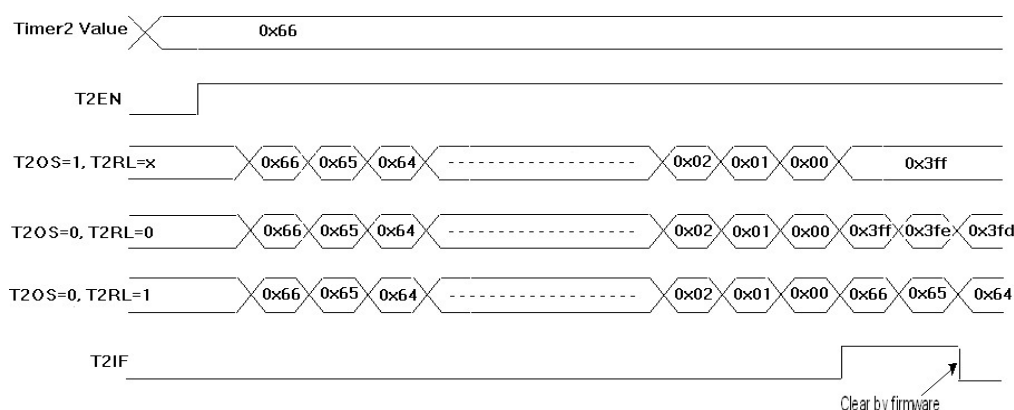 Timer2 Value 0x66
T2EN
T2OS=1, T2RL=x 0x66 0x65 0x64 0x02 0x01 0x00 0x3ff
T2OS=0, T2RL=0 0x66 0x65 0x64 0x02 0x01 0x00 0x3ff 0x3fe 0x3fd
T2OS=0, T2RL=1 0x66 0x65 0x64 0x02 0x01 0x00 0x66 0x65 0x64
T2IF
Clear by firmware